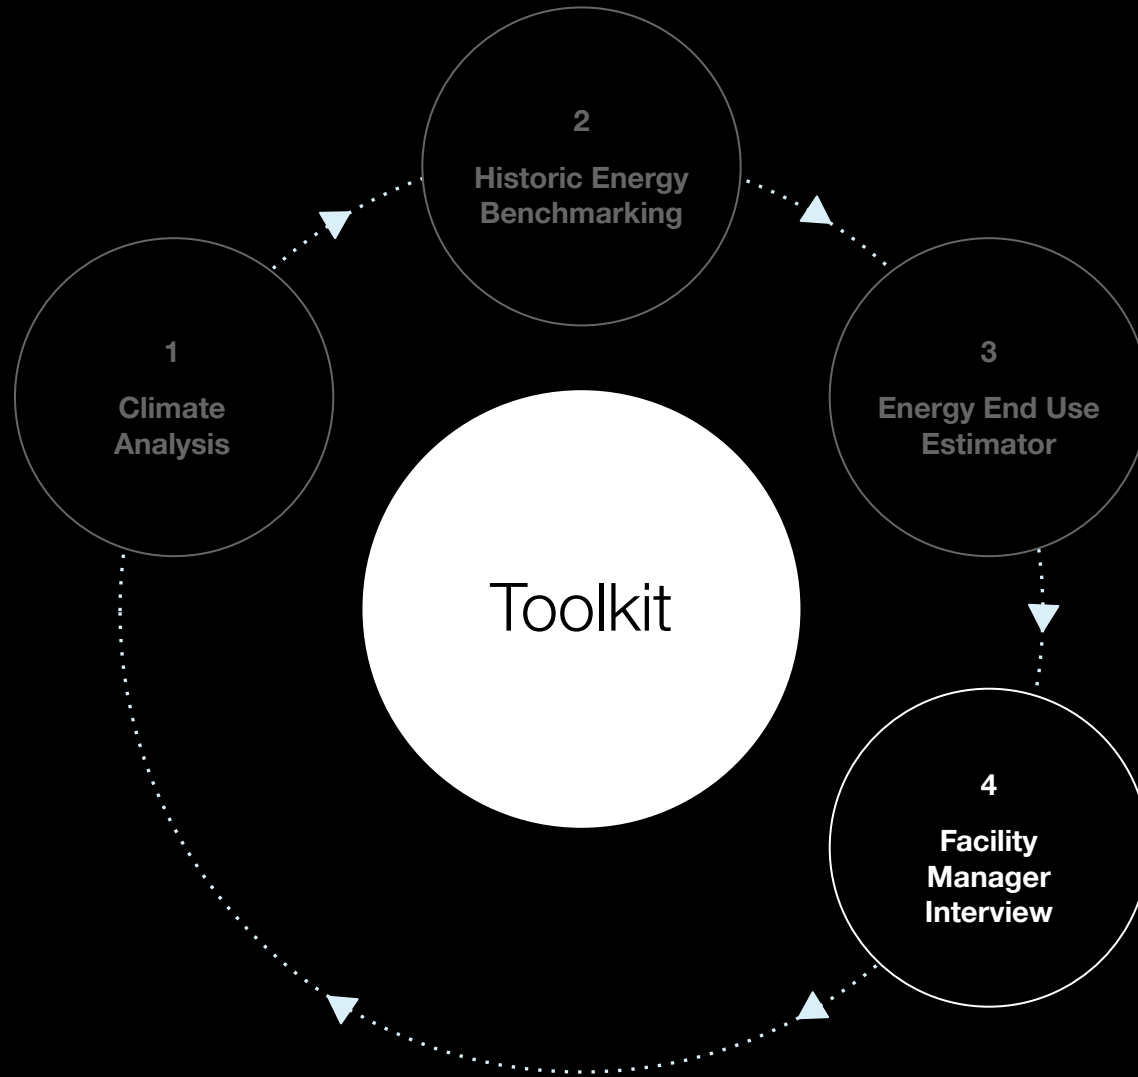 2
Historic Energy
Benchmarking
1
Climate
Analysis
3
Energy End Use
Estimator
Toolkit
4
Facility
Manager
Interview